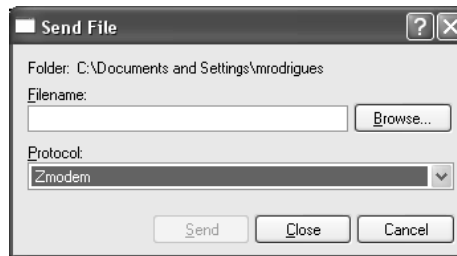 Send File
Folder: C:\Documents and Settings\mrodrigues
Filename:
Browse...
Protocol:
Zmodem
Send Close Cancel